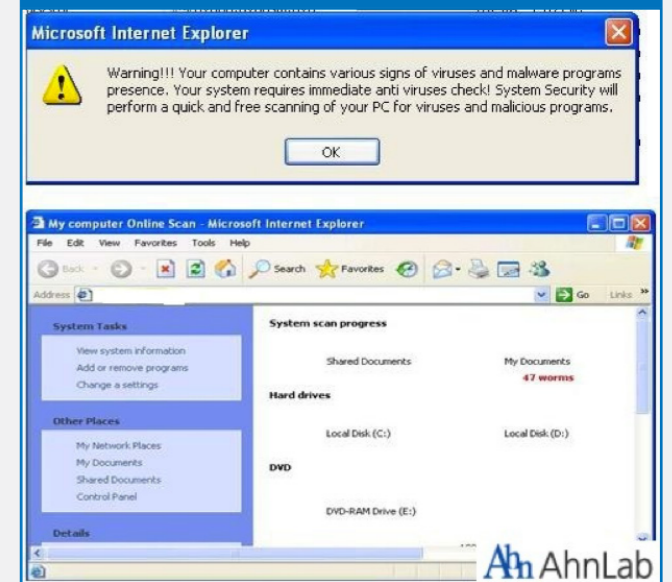 Microsoft Internet Explorer
Warning!!! Your computer contains various signs of viruses and malware programs
presence. Your system requires immediate anti viruses check! System Security will
perform a quick and free scanning of your PC for viruses and malicious programs.
OK
My computer Online Scan - Microsoft Internet Explorer
File Edit View Favorites Tools Help
Back Search Favorites
Address Go Links »
System Tasks
View system information
Add or remove programs
Change a settings
Other Places
My Network Places
My Documents
Shared Documents
Control Panel
Details
System scan progress
Shared Documents My Documents
47 worms
Hard drives
Local Disk (C:) Local Disk (D:)
DVD
DVD-RAM Drive (E:)
Ahn AhnLab